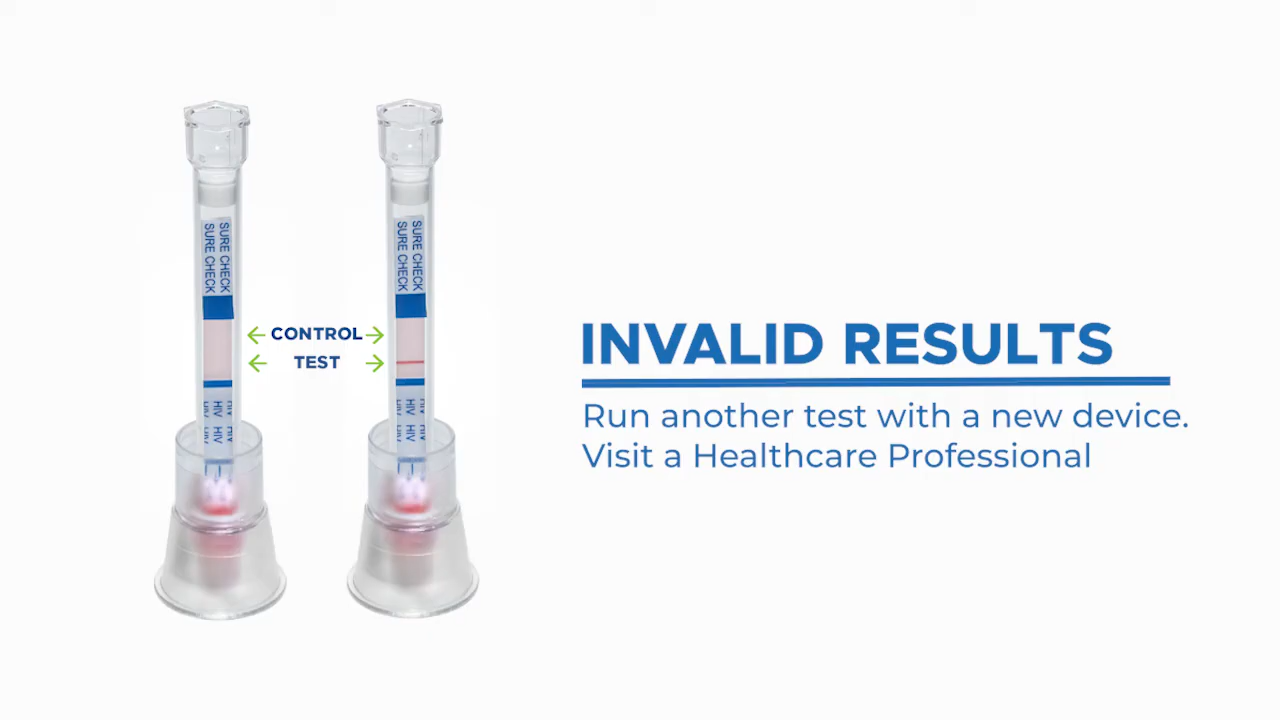 SURE CHECK
SURE CHECK
SURE CHECK
SURE CHECK
CONTROL
TEST
HIV HIV
HIV HIV
INVALID RESULTS
Run another test with a new device.
Visit a Healthcare Professional